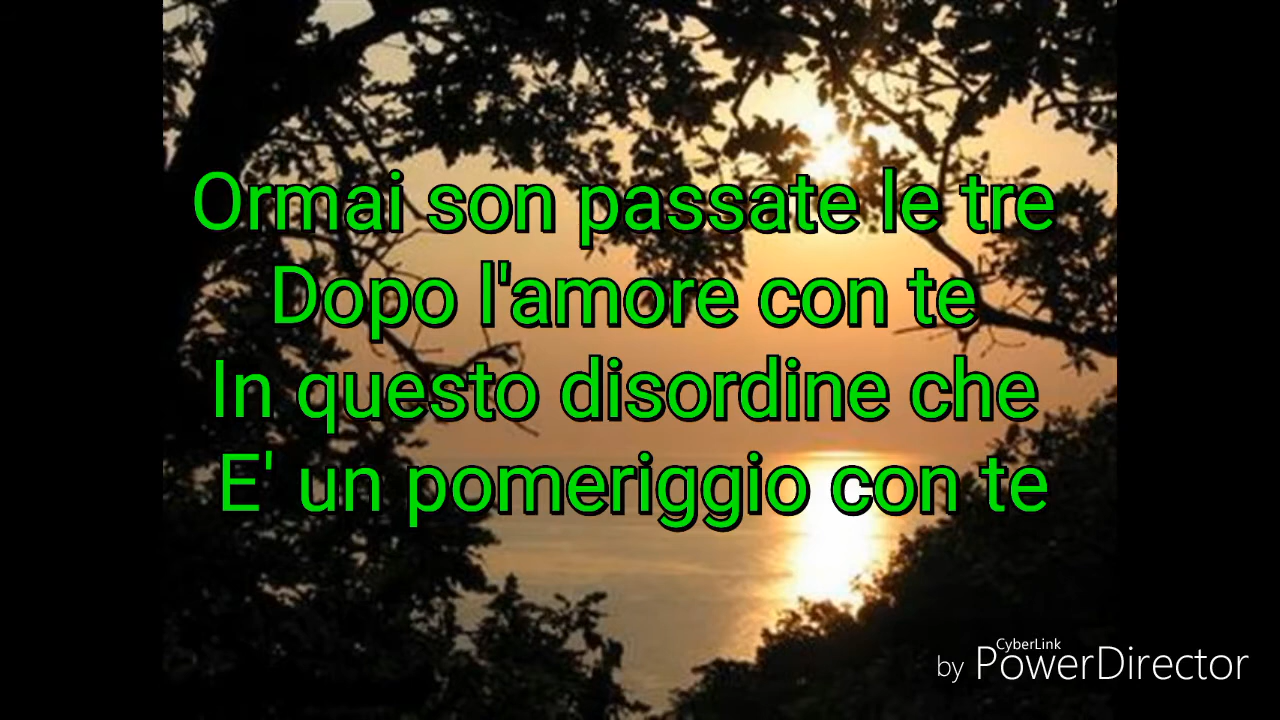 Ormai son passate le tre
Dopo l'amore con te
In questo disordine che
E' un pomeriggio con te
by CyberLink PowerDirector